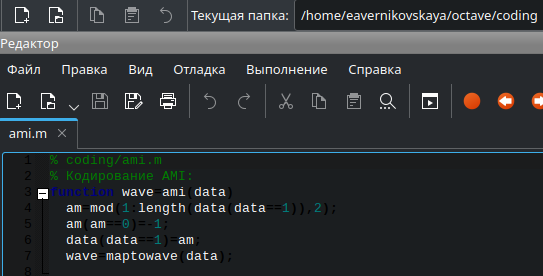 Текущая папка: /home/eavernikovskaya/octave/coding
Редактор
Файл Правка Вид Отладка Выполнение Справка
ami.m
1 % coding/ami.m
2 % Кодирование AMI:
3 function wave=ami(data)
4 am=mod(1:length(data(data==1)),2);
5 am(am==0)=-1;
6 data(data==1)=am;
7 wave=maptowave(data);
8